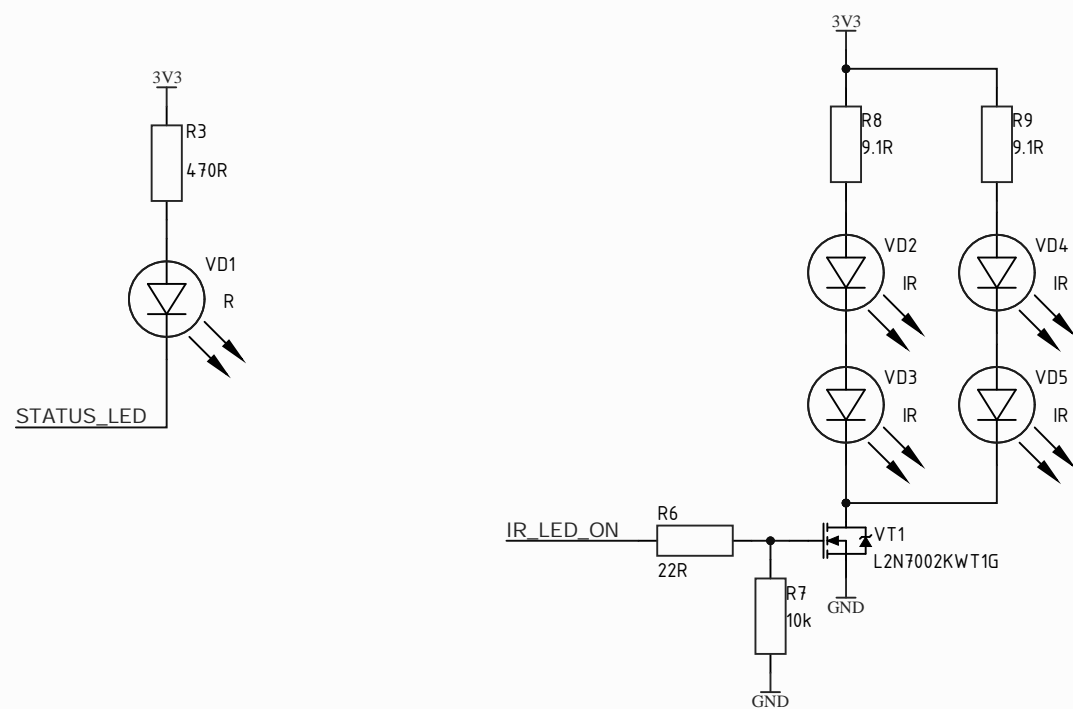 3V3
R3
470R
VD1
R
STATUS_LED
3V3
R8
9.1R
R9
9.1R
VD2
IR
VD4
IR
VD3
IR
VD5
IR
IR_LED_ON
R6
22R
VT1
L2N7002KWT1G
R7
10k
GND
GND